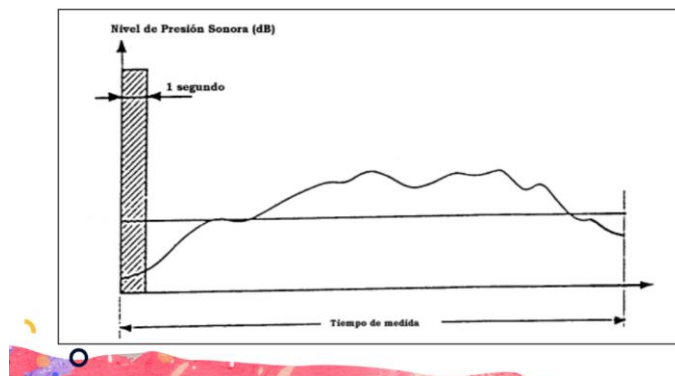 Nivel de Presión Sonora (dB)
1 segundo
Tiempo de medida